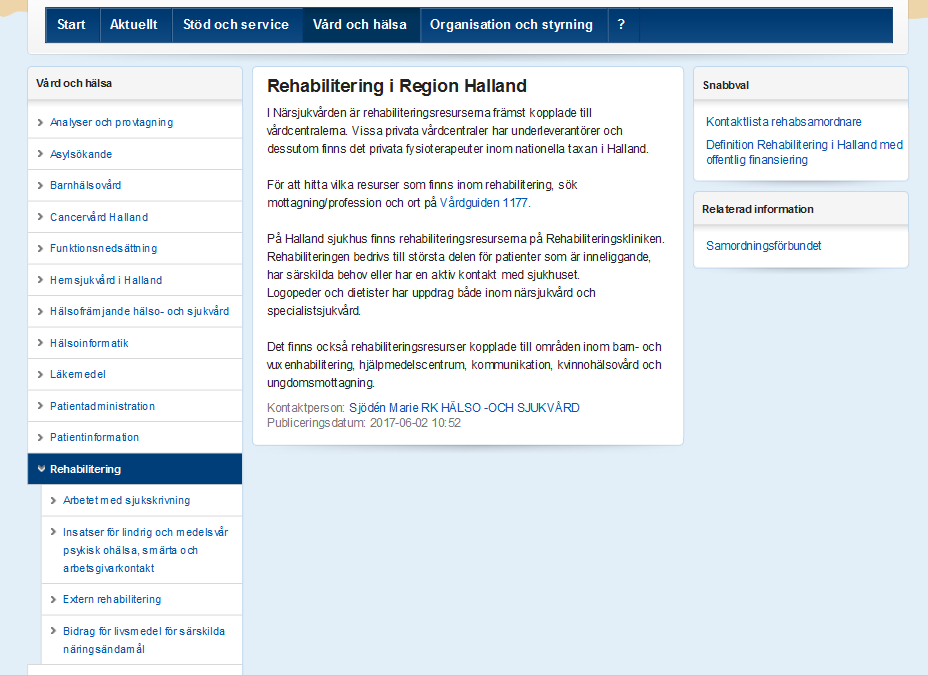 Start Aktuellt Stöd och service Vård och hälsa Organisation och styrning ?
Vård och hälsa
Analyser och provtagning
Asylsökande
Barnhälsovård
Cancervård Halland
Funktionsnedsättning
Hemsjukvård i Halland
Hälsofrämjande hälso- och sjukvård
Hälsoinformatik
Läkemedel
Patientadministration
Patientinformation
Rehabilitering
Arbetet med sjukskrivning
Insatser för lindrig och medelsvår
psykisk ohälsa, smärta och
arbetsgivarkontakt
Extern rehabilitering
Bidrag för livsmedel för särskilda
näringsändamål
Rehabilitering i Region Halland
I Närsjukvården är rehabiliteringsresurserna främst kopplade till
vårdcentralerna. Vissa privata vårdcentraler har underleverantörer och
dessutom finns det privata fysioterapeuter inom nationella taxan i Halland.
För att hitta vilka resurser som finns inom rehabilitering, sök
mottagning/profession och ort på Vårdguiden 1177.
På Halland sjukhus finns rehabiliteringsresurserna på Rehabiliteringskliniken.
Rehabiliteringen bedrivs till största delen för patienter som är inneliggande,
har särskilda behov eller har en aktiv kontakt med sjukhuset.
Logopeder och dietister har uppdrag både inom närsjukvård och
specialistsjukvård.
Det finns också rehabiliteringsresurser kopplade till områden inom barn- och
vuxenhabilitering, hjälpmedelscentrum, kommunikation, kvinnohälsovård och
ungdomsmottagning.
Kontaktperson: Sjödén Marie RK HÄLSO -OCH SJUKVÅRD
Publiceringsdatum: 2017-06-02 10:52
Snabbval
Kontaktlista rehabsamordnare
Definition Rehabilitering i Halland med
offentlig finansiering
Relaterad information
Samordningsförbundet